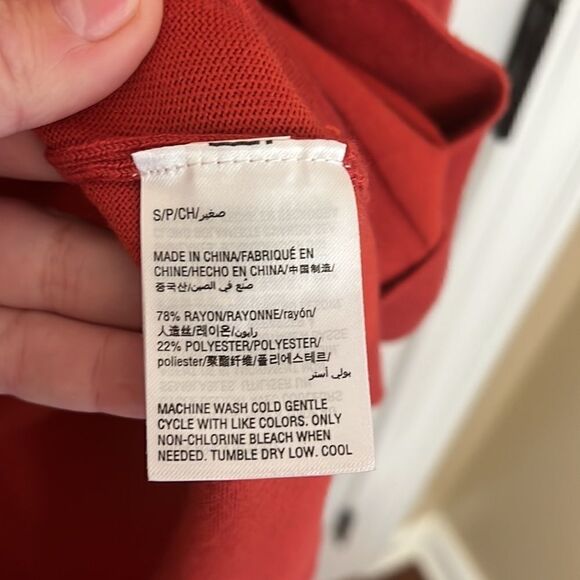 S/P/CH/صغير
MADE IN CHINA/FABRIQUÉ EN
CHINE/HECHO EN CHINA/中国制造/
중국산/صُنع في الصين/
78% RAYON/RAYONNE/rayón/
人造丝/레이온/رايون
22% POLYESTER/POLYESTER/
poliester/聚酯纤维/폴리에스테르/
بولي أستر
MACHINE WASH COLD GENTLE
CYCLE WITH LIKE COLORS. ONLY
NON-CHLORINE BLEACH WHEN
NEEDED. TUMBLE DRY LOW. COOL